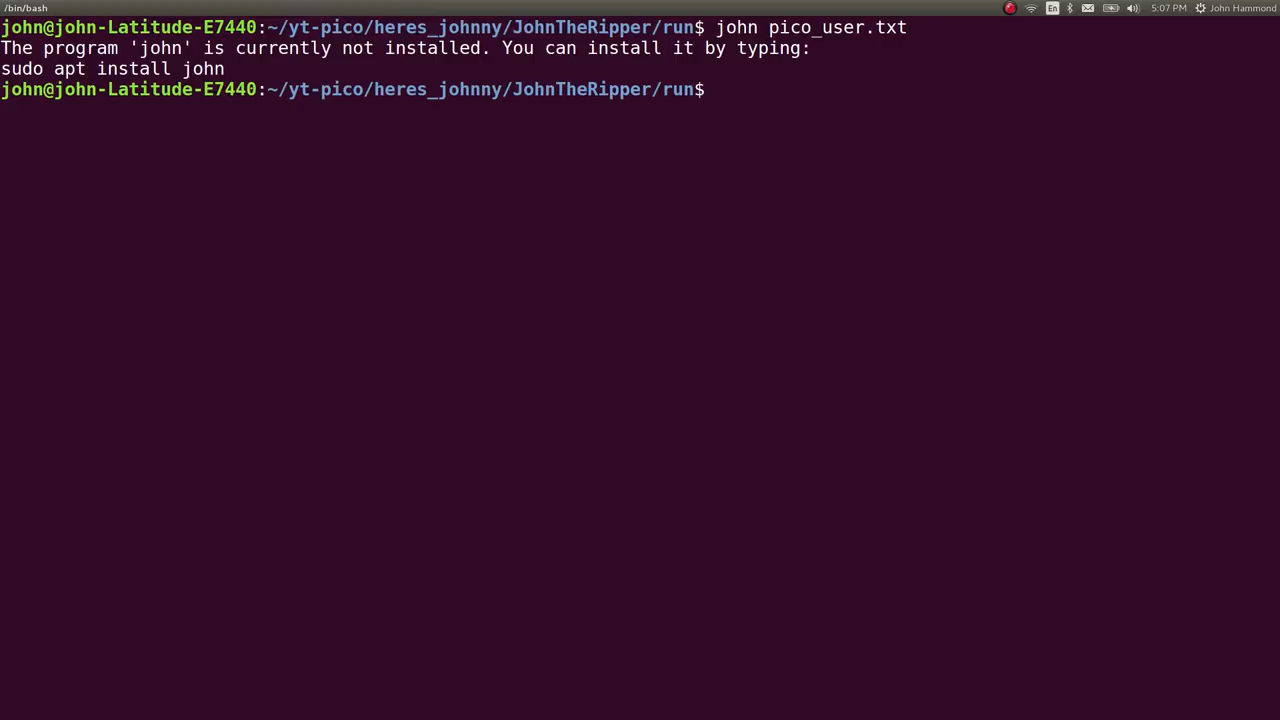 /bin/bash
En
5:07 PM
John Hammond
john@john-Latitude-E7440:~/yt-pico/heres_johnny/JohnTheRipper/run$ john pico_user.txt
The program 'john' is currently not installed. You can install it by typing:
sudo apt install john
john@john-Latitude-E7440:~/yt-pico/heres_johnny/JohnTheRipper/run$